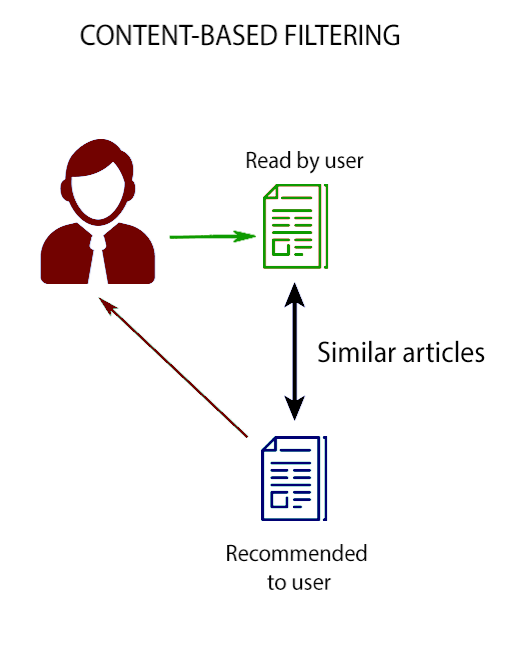 CONTENT-BASED FILTERING
Read by user
Similar articles
Recommended
to user